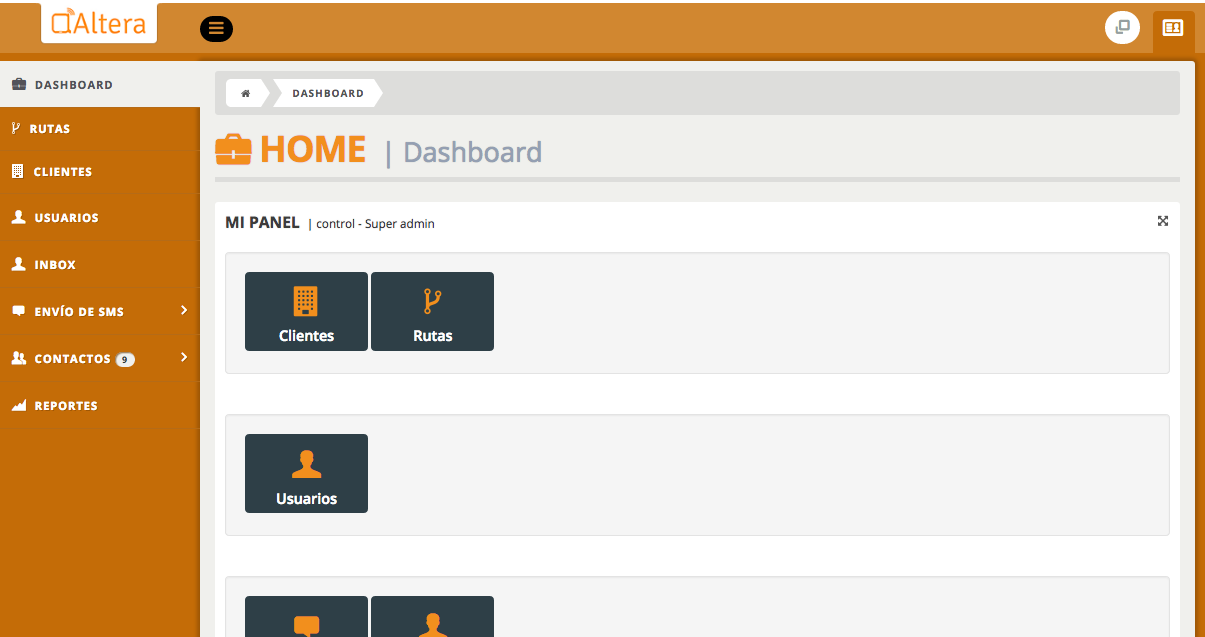 Altera
DASHBOARD
RUTAS
CLIENTES
USUARIOS
INBOX
ENVÍO DE SMS
CONTACTOS 9
REPORTES
DASHBOARD
HOME | Dashboard
MI PANEL | control - Super admin
Clientes
Rutas
Usuarios